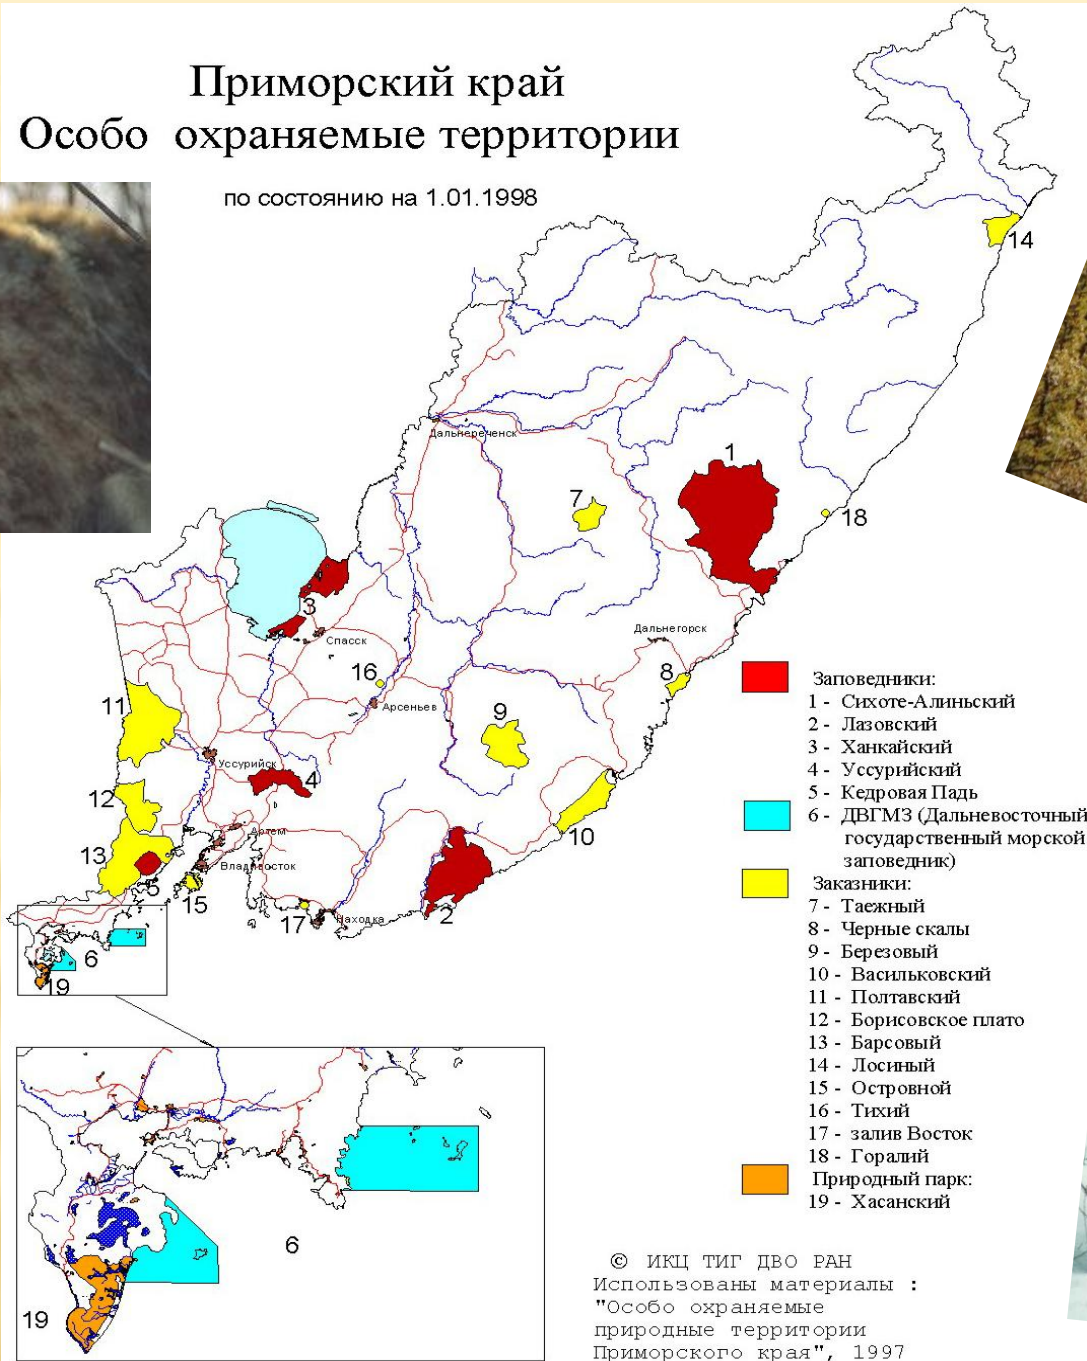 Приморский край
Особо охраняемые территории
по состоянию на 1.01.1998
14
Дальнереченск
1
7
18
3
Спасск
Дальнегорск
16
8
Арсеньев
11
9
Уссурийск
4
12
10
Артем
13
Владивосток
5
15
17
Находка
2
6
19
Заповедники:
1 - Сихоте-Алиньский
2 - Лазовский
3 - Ханкайский
4 - Уссурийский
5 - Кедровая Падь
6 - ДВГМЗ (Дальневосточный
государственный морской
заповедник)
Заказники:
7 - Таежный
8 - Черные скалы
9 - Березовый
10 - Васильковский
11 - Полтавский
12 - Борисовское плато
13 - Барсовый
14 - Лосиный
15 - Островной
16 - Тихий
17 - залив Восток
18 - Горалий
Природный парк:
19 - Хасанский
6
19
© ИКЦ ТИГ ДВО РАН
Использованы материалы :
"Особо охраняемые
природные территории
Приморского края", 1997